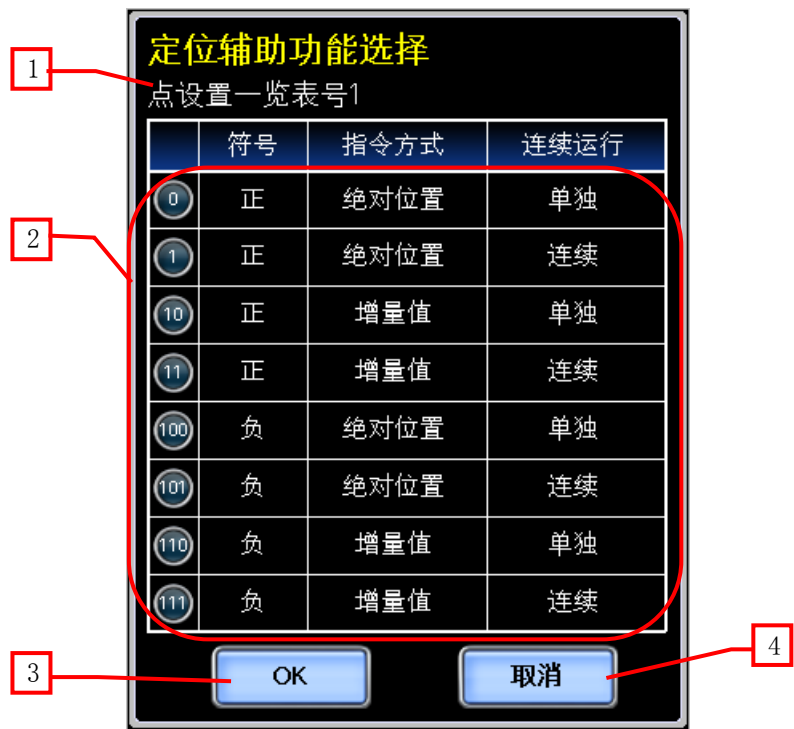 定位辅助功能选择
1
点设置一览表号1
符号 指令方式 连续运行
0 正 绝对位置 单独
2
1 正 绝对位置 连续
10 正 增量值 单独
11 正 增量值 连续
100 负 绝对位置 单独
101 负 绝对位置 连续
110 负 增量值 单独
111 负 增量值 连续
3 OK 取消 4